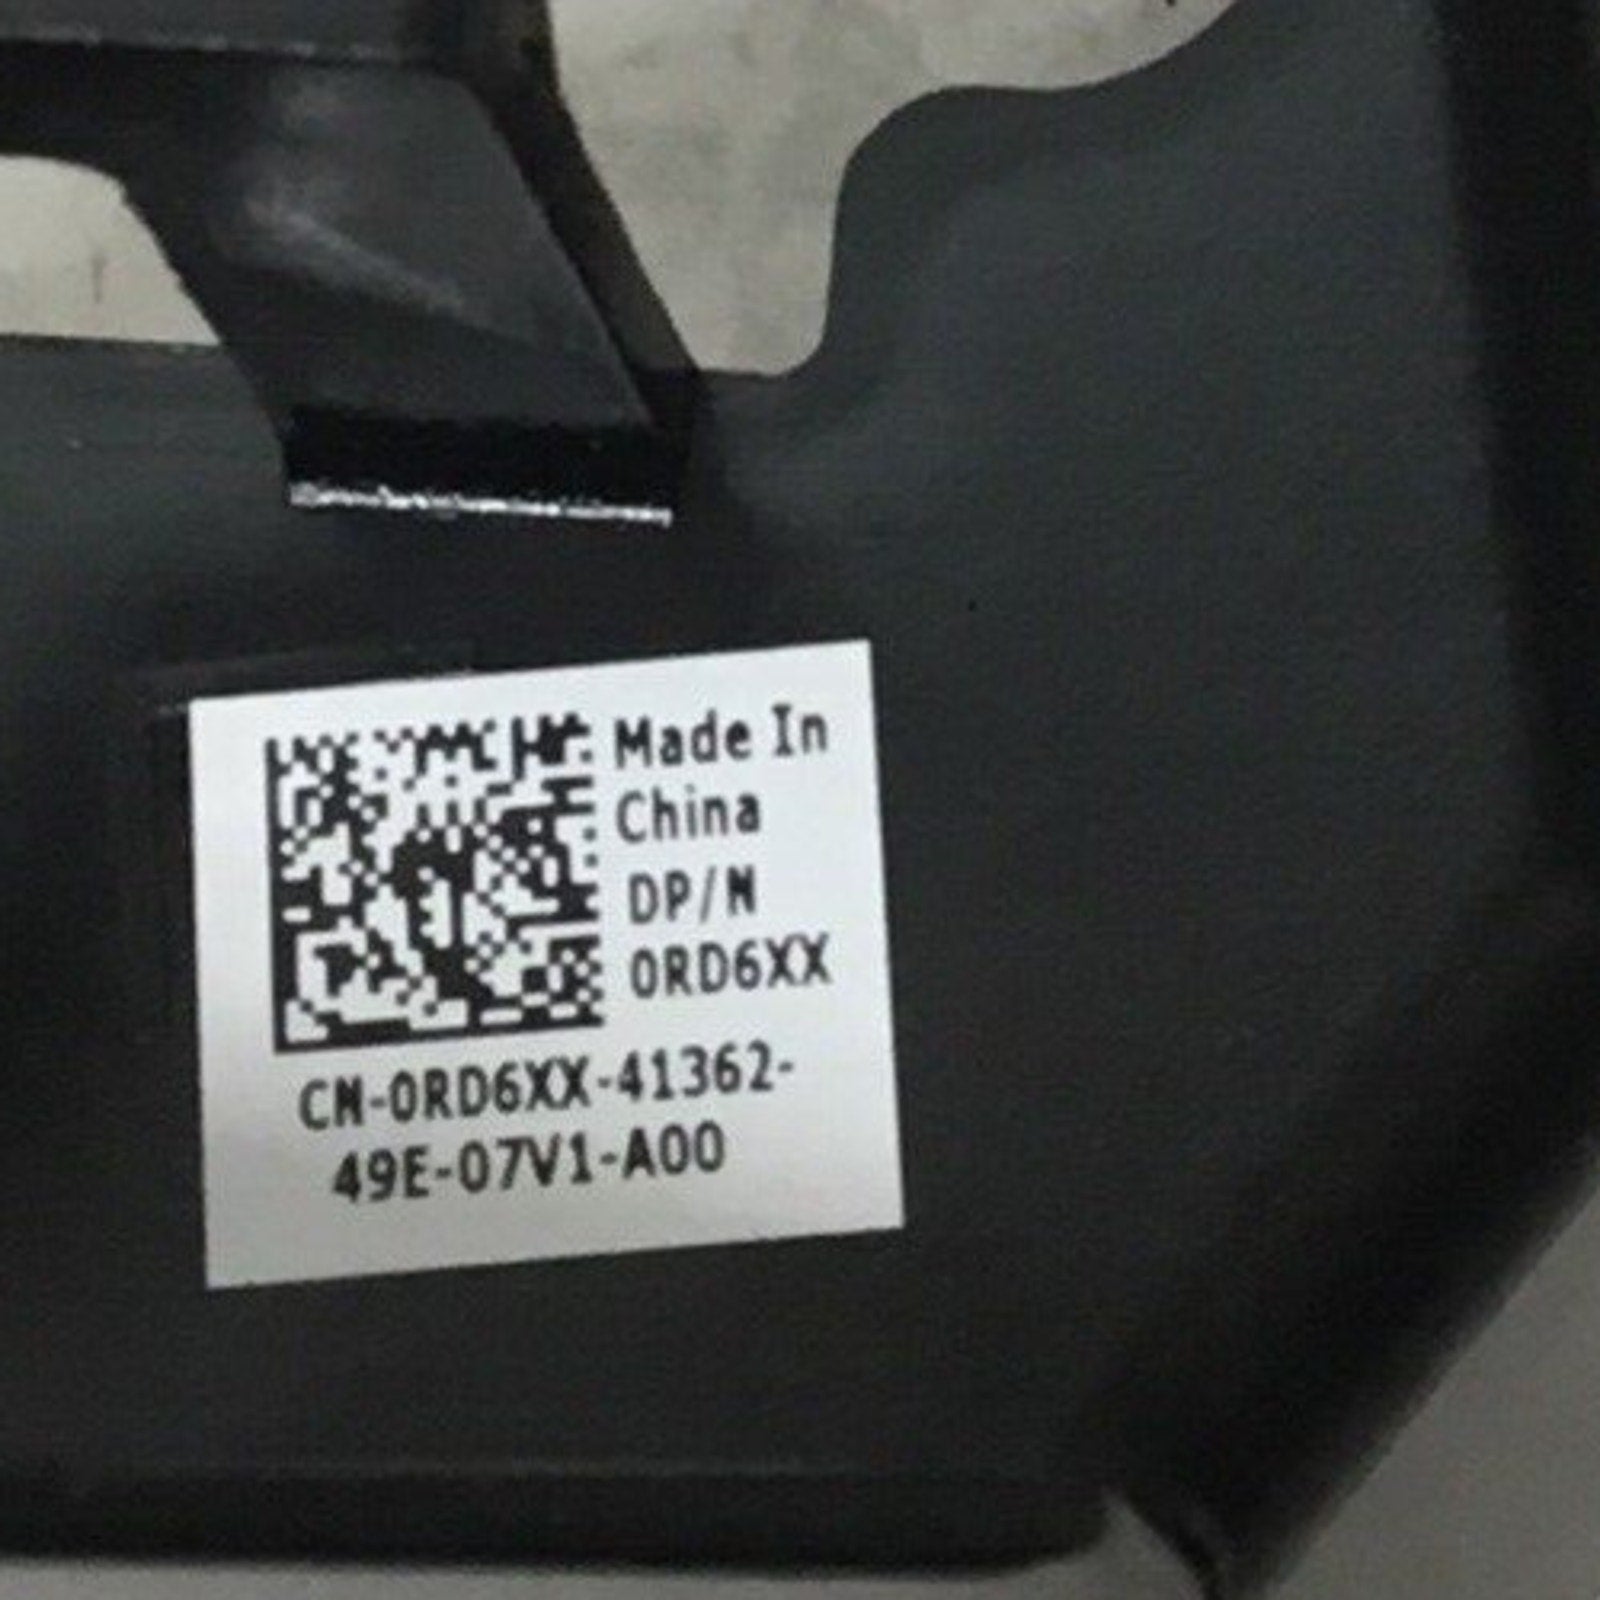 Made In
China
DP/N
0RD6XX
CN-0RD6XX-41362-
49E-07V1-A00